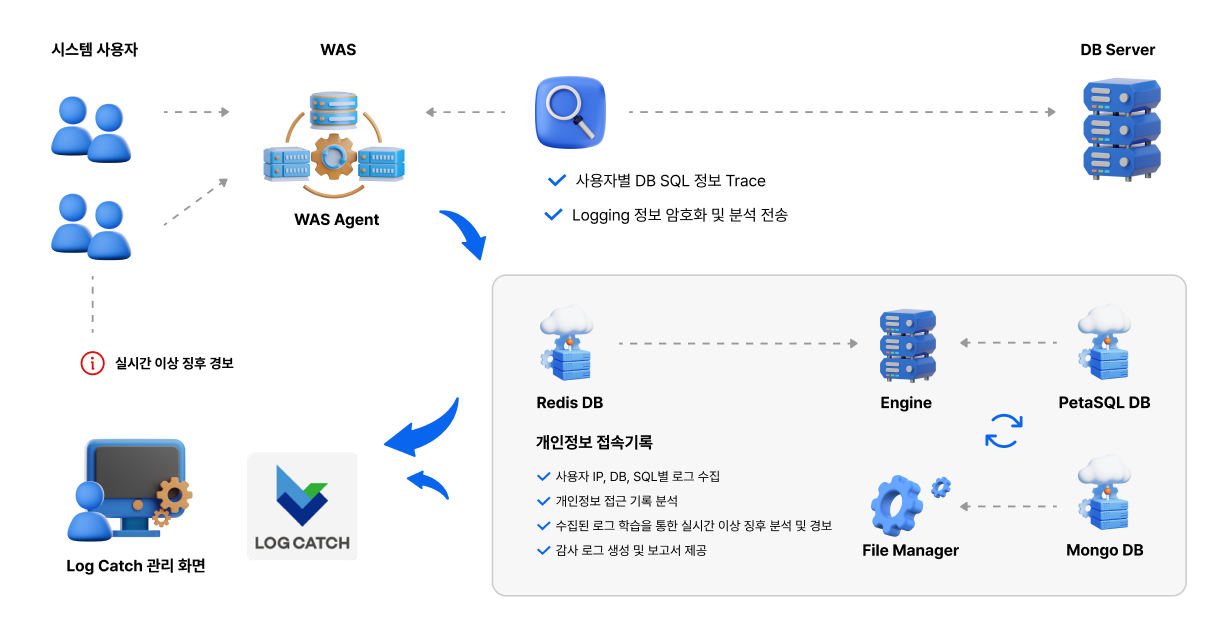 시스템 사용자
WAS
DB Server
사용자별 DB SQL 정보 Trace
Logging 정보 암호화 및 분석 전송
WAS Agent
실시간 이상 징후 경보
Redis DB
Engine
PetaSQL DB
개인정보 접속기록
사용자 IP, DB, SQL별 로그 수집
개인정보 접근 기록 분석
수집된 로그 학습을 통한 실시간 이상 징후 분석 및 경보
감사 로그 생성 및 보고서 제공
File Manager
Mongo DB
LOG CATCH
Log Catch 관리 화면